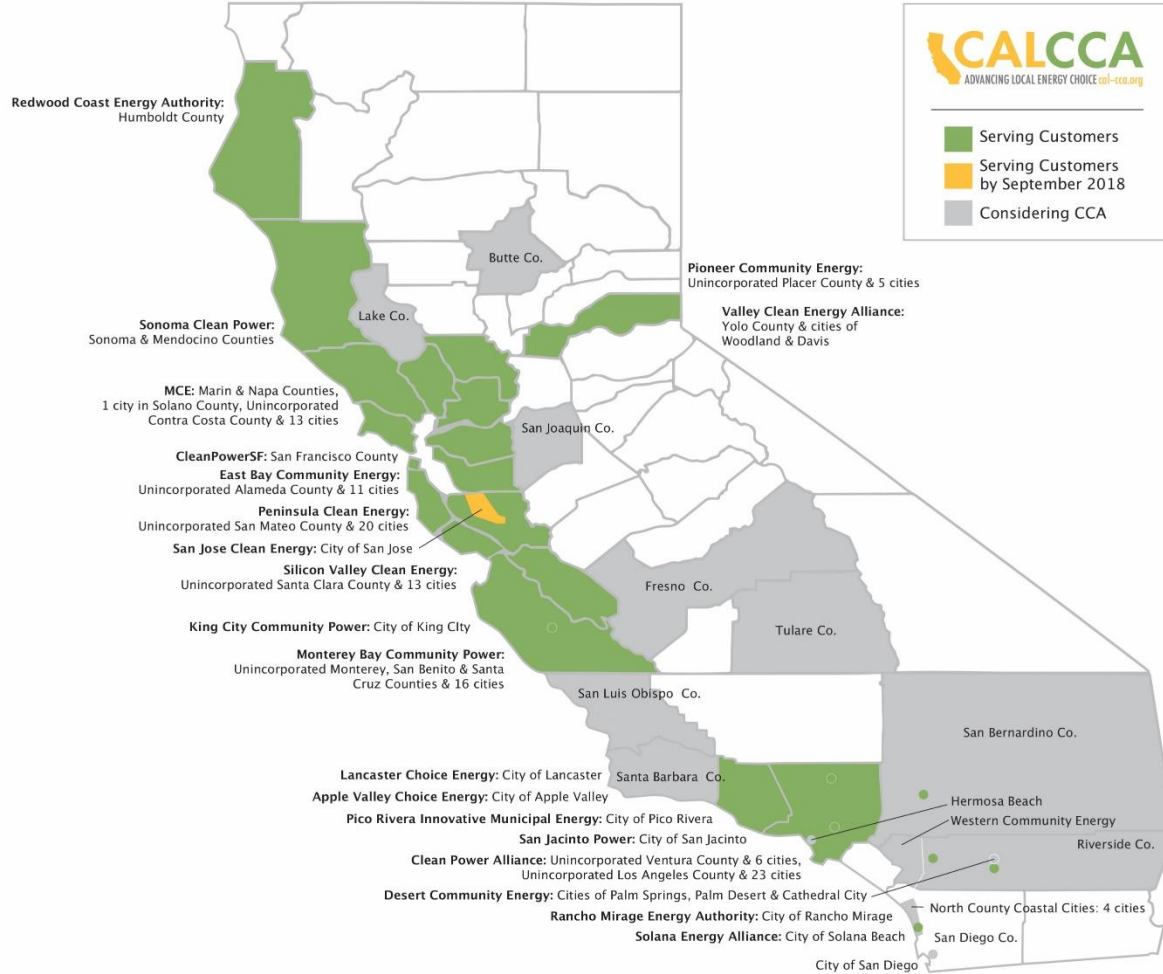 CALCCA
ADVANCING LOCAL ENERGY CHOICE cal-cca.org
Serving Customers
Serving Customers
by September 2018
Considering CCA
Redwood Coast Energy Authority:
Humboldt County
Butte Co.
Pioneer Community Energy:
Unincorporated Placer County & 5 cities
Valley Clean Energy Alliance:
Yolo County & cities of
Woodland & Davis
Lake Co.
Sonoma Clean Power:
Sonoma & Mendocino Counties
MCE: Marin & Napa Counties,
1 city in Solano County, Unincorporated
Contra Costa County & 13 cities
San Joaquin Co.
CleanPowerSF: San Francisco County
East Bay Community Energy:
Unincorporated Alameda County & 11 cities
Peninsula Clean Energy:
Unincorporated San Mateo County & 20 cities
San Jose Clean Energy: City of San Jose
Silicon Valley Clean Energy:
Unincorporated Santa Clara County & 13 cities
Fresno Co.
Tulare Co.
King City Community Power: City of King CIty
Monterey Bay Community Power:
Unincorporated Monterey, San Benito & Santa
Cruz Counties & 16 cities
San Luis Obispo Co.
San Bernardino Co.
Santa Barbara Co.
Lancaster Choice Energy: City of Lancaster
Apple Valley Choice Energy: City of Apple Valley
Pico Rivera Innovative Municipal Energy: City of Pico Rivera
San Jacinto Power: City of San Jacinto
Clean Power Alliance: Unincorporated Ventura County & 6 cities,
Unincorporated Los Angeles County & 23 cities
Desert Community Energy: Cities of Palm Springs, Palm Desert & Cathedral City
Rancho Mirage Energy Authority: City of Rancho Mirage
Solana Energy Alliance: City of Solana Beach
Hermosa Beach
Western Community Energy
Riverside Co.
North County Coastal Cities: 4 cities
San Diego Co.
City of San Diego